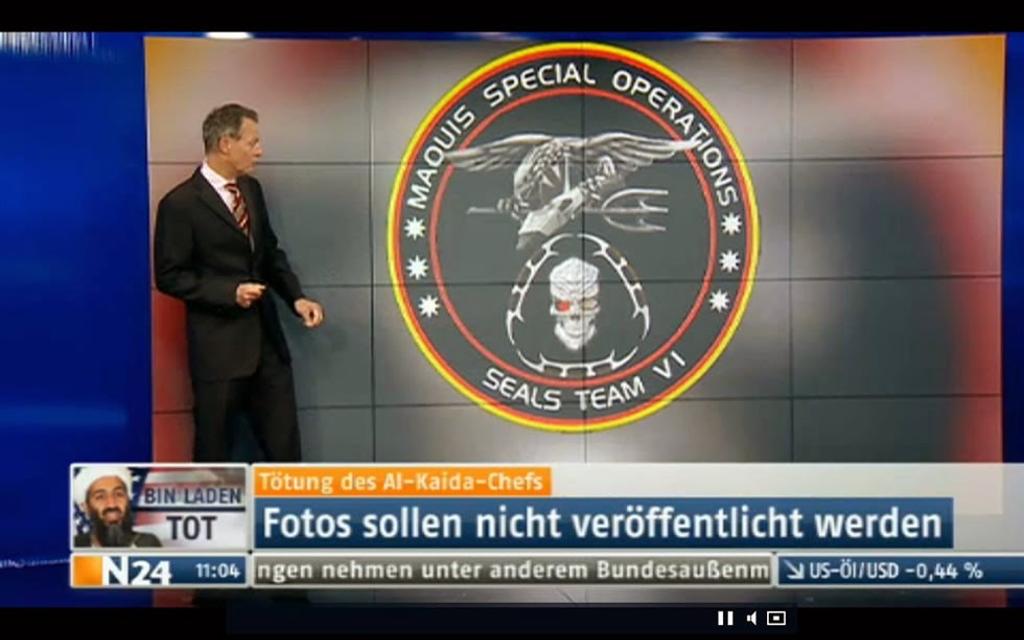 MAQUIS SPECIAL OPERATIONS
SEALS TEAM VI
BIN LADEN
TOT
Tötung des Al-Kaida-Chefs
Fotos sollen nicht veröffentlicht werden
N24 11:04 ngen nehmen unter anderem Bundesaußenm US-Öl/USD -0,44 %